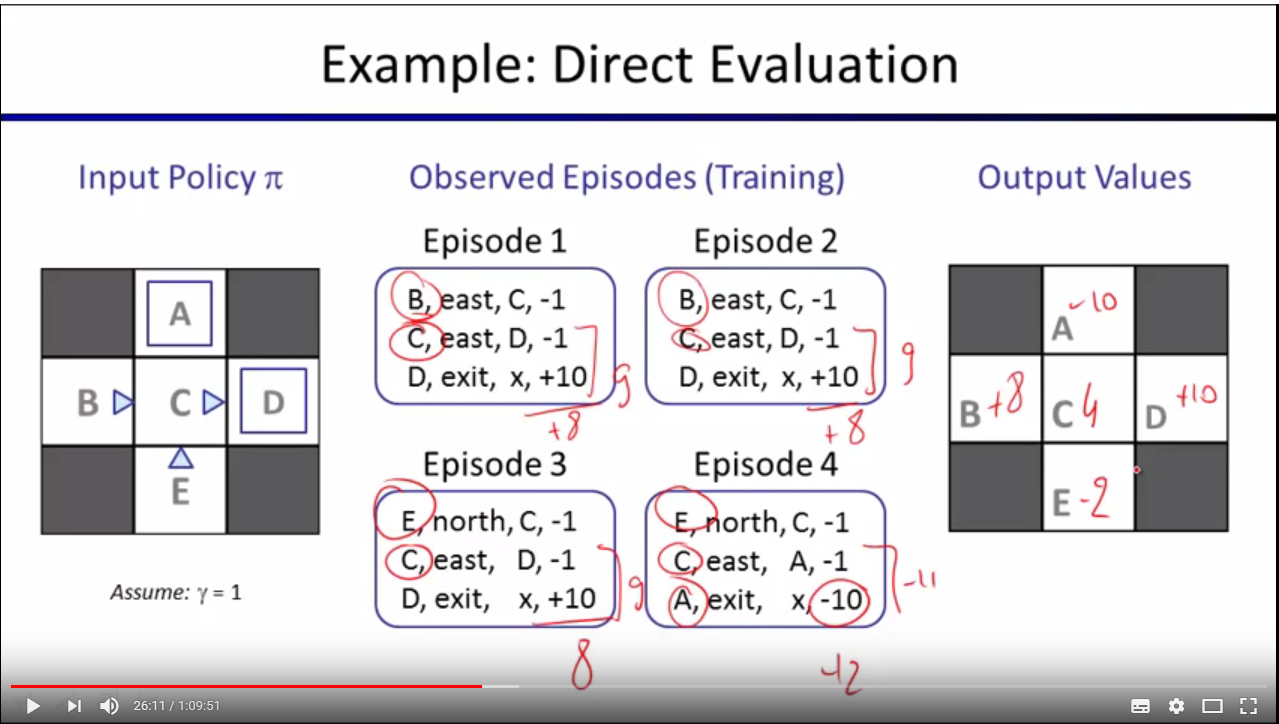 Example: Direct Evaluation
Input Policy π
A
B C D
E
Assume: γ = 1
Observed Episodes (Training)
Episode 1
B, east, C, -1
C, east, D, -1
D, exit, x, +10
9
+8
Episode 2
B, east, C, -1
C, east, D, -1
D, exit, x, +10
9
+8
Episode 3
E, north, C, -1
C, east, D, -1
D, exit, x, +10
9
8
Episode 4
E, north, C, -1
C, east, A, -1
A, exit, x, -10
-11
-12
Output Values
A -10
B +8 C 4 D +10
E -2
26:11 / 1:09:51